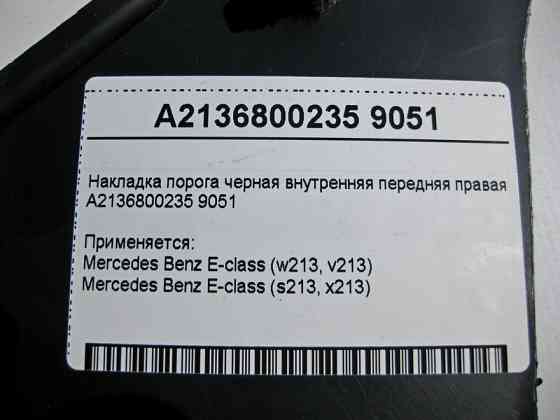 A2136800235 9051
Накладка порога черная внутренняя передняя правая
A2136800235 9051
Применяется:
Mercedes Benz E-class (w213, v213)
Mercedes Benz E-class (s213, x213)